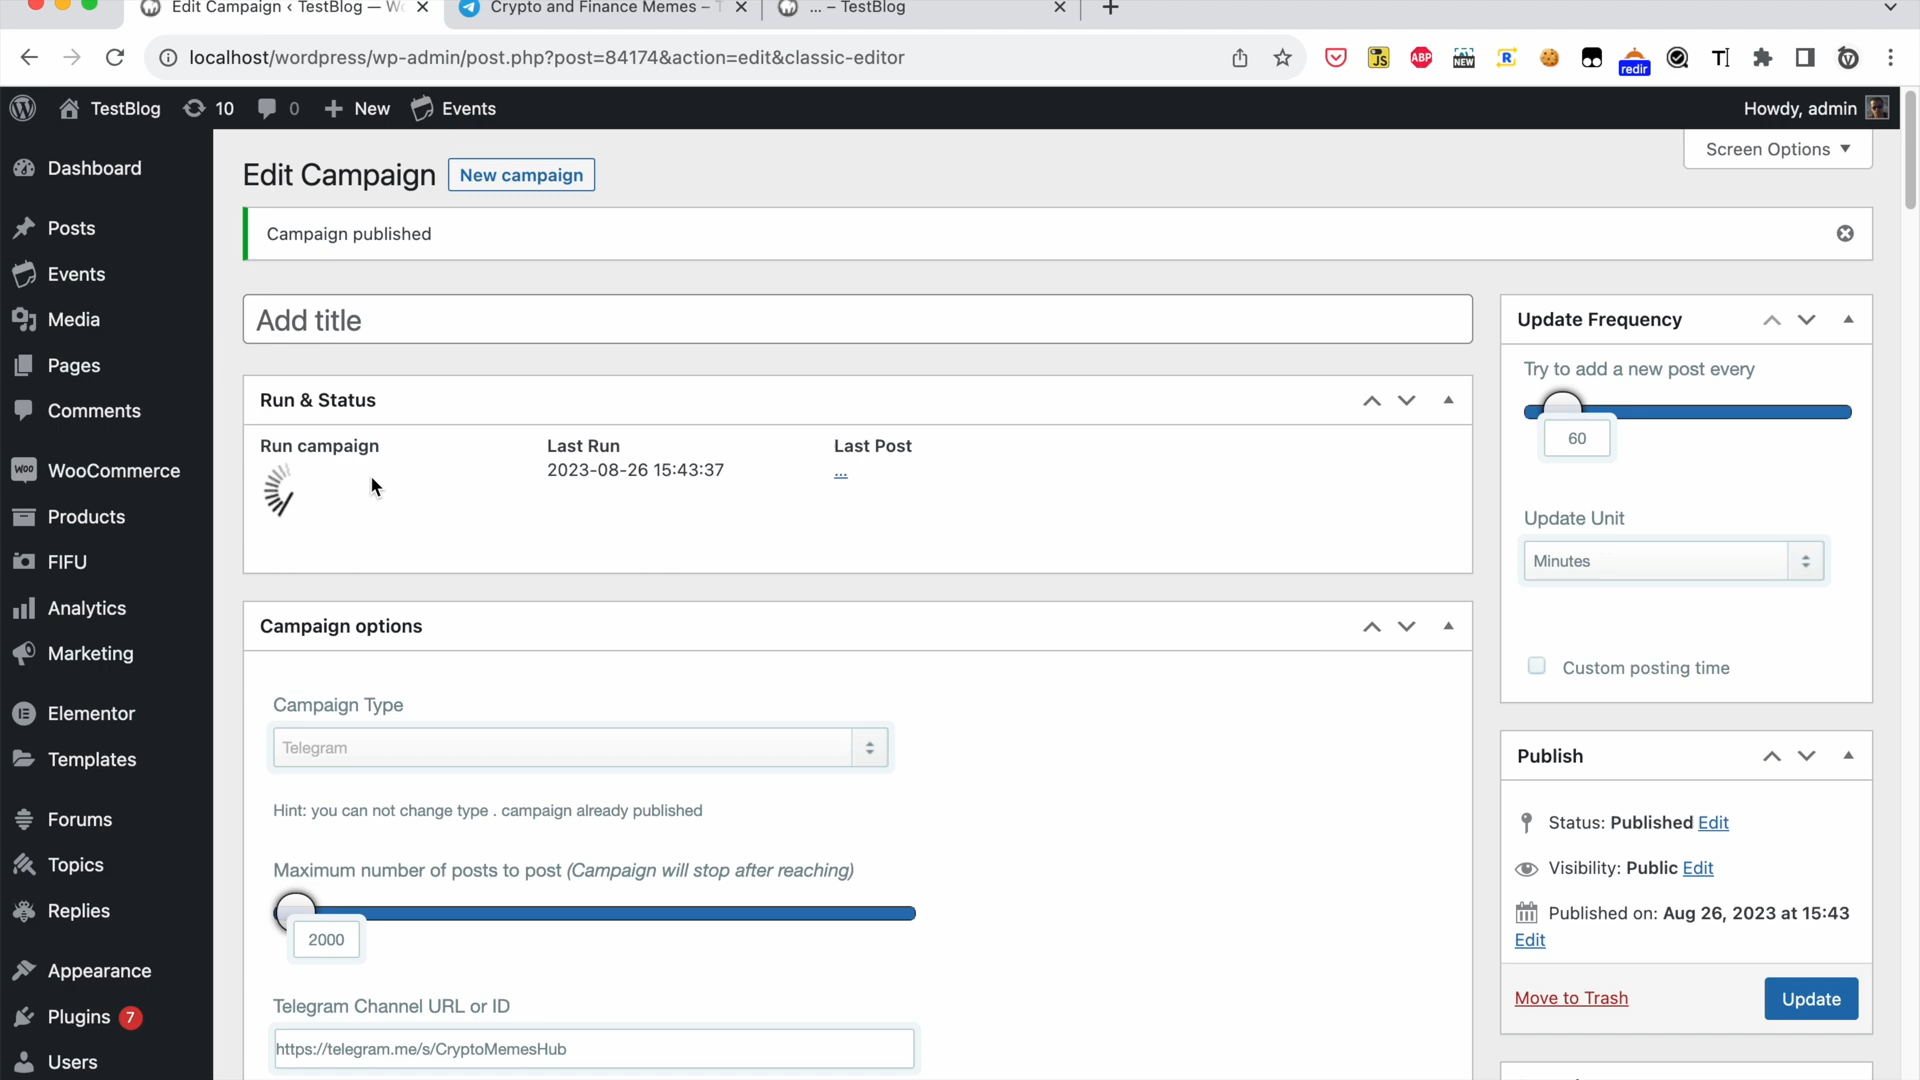 Edit Campaign ‹ TestBlog — Wo
Crypto and Finance Memes – T
... – TestBlog
localhost/wordpress/wp-admin/post.php?post=84174&action=edit&classic-editor
JS
ABP
NEW
R
redir
TestBlog
10
0
New
Events
Howdy, admin
Dashboard
Posts
Events
Media
Pages
Comments
WooCommerce
Products
FIFU
Analytics
Marketing
Elementor
Templates
Forums
Topics
Replies
Appearance
Plugins 7
Users
Screen Options
Edit Campaign
New campaign
Campaign published
Add title
Run & Status
Run campaign
Last Run
2023-08-26 15:43:37
Last Post
...
Campaign options
Campaign Type
Telegram
Hint: you can not change type . campaign already published
Maximum number of posts to post (Campaign will stop after reaching)
2000
Telegram Channel URL or ID
https://telegram.me/s/CryptoMemesHub
Update Frequency
Try to add a new post every
60
Update Unit
Minutes
Custom posting time
Publish
Status: Published Edit
Visibility: Public Edit
Published on: Aug 26, 2023 at 15:43
Edit
Move to Trash
Update